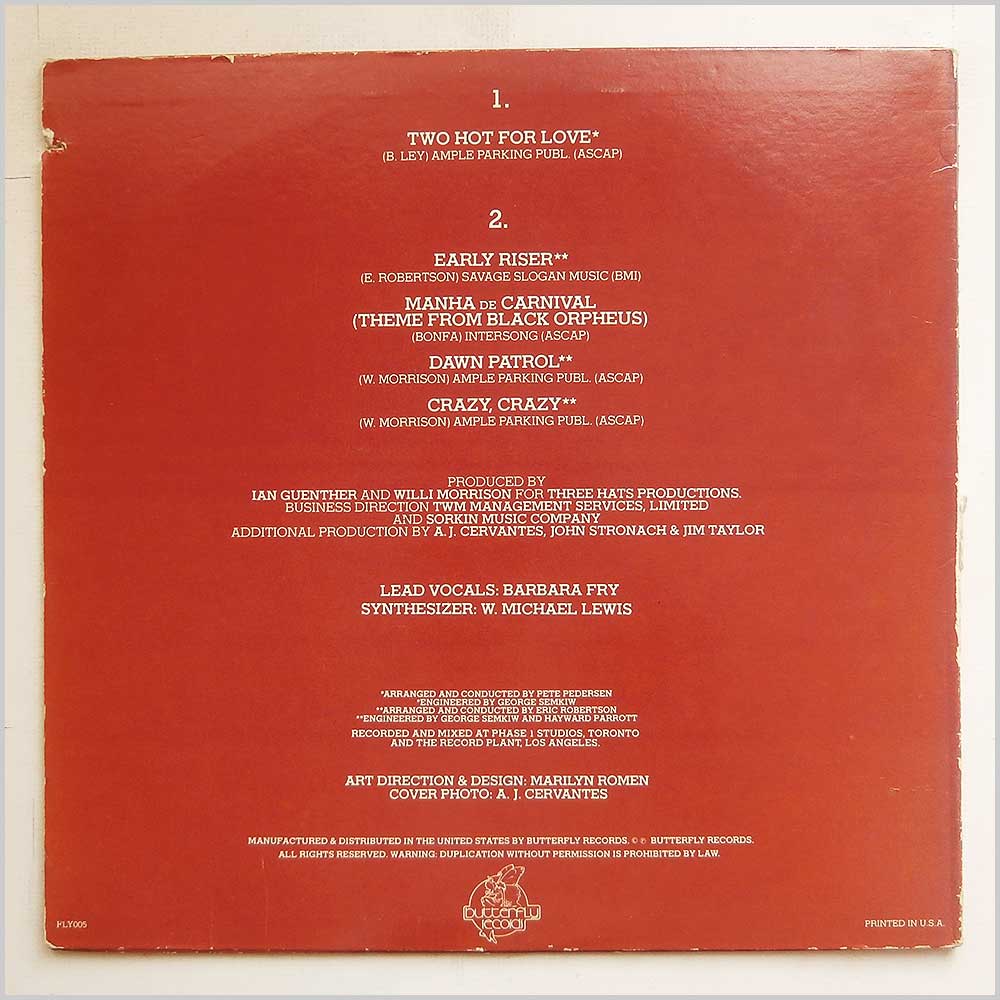 1.
TWO HOT FOR LOVE*
(B. LEY) AMPLE PARKING PUBL. (ASCAP)
2.
EARLY RISER**
(E. ROBERTSON) SAVAGE SLOGAN MUSIC (BMI)
MANHA DE CARNIVAL
(THEME FROM BLACK ORPHEUS)
(BONFA) INTERSONG (ASCAP)
DAWN PATROL**
(W. MORRISON) AMPLE PARKING PUBL. (ASCAP)
CRAZY, CRAZY**
(W. MORRISON) AMPLE PARKING PUBL. (ASCAP)
PRODUCED BY
IAN GUENTHER AND WILLI MORRISON FOR THREE HATS PRODUCTIONS.
BUSINESS DIRECTION TWM MANAGEMENT SERVICES, LIMITED
AND SORKIN MUSIC COMPANY
ADDITIONAL PRODUCTION BY A. J. CERVANTES, JOHN STRONACH & JIM TAYLOR
LEAD VOCALS: BARBARA FRY
SYNTHESIZER: W. MICHAEL LEWIS
*ARRANGED AND CONDUCTED BY PETE PEDERSEN
*ENGINEERED BY GEORGE SEMKIW
**ARRANGED AND CONDUCTED BY ERIC ROBERTSON
**ENGINEERED BY GEORGE SEMKIW AND HAYWARD PARROTT
RECORDED AND MIXED AT PHASE 1 STUDIOS, TORONTO
AND THE RECORD PLANT, LOS ANGELES.
ART DIRECTION & DESIGN: MARILYN ROMEN
COVER PHOTO: A. J. CERVANTES
MANUFACTURED & DISTRIBUTED IN THE UNITED STATES BY BUTTERFLY RECORDS. © ℗ BUTTERFLY RECORDS.
ALL RIGHTS RESERVED. WARNING: DUPLICATION WITHOUT PERMISSION IS PROHIBITED BY LAW.
butterfly
records
FLY005
PRINTED IN U.S.A.